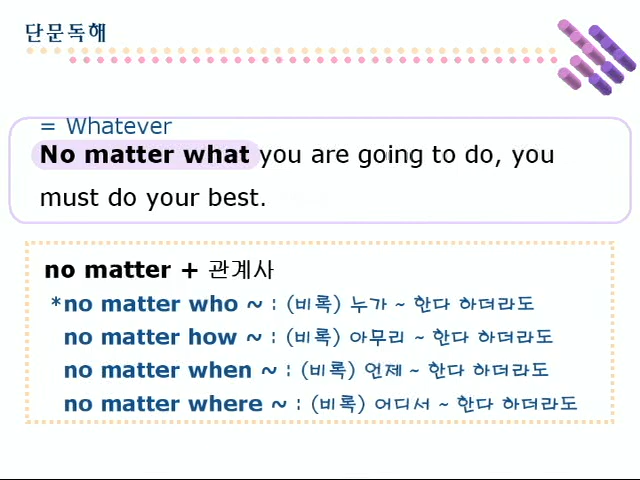 단문독해
= Whatever
No matter what you are going to do, you
must do your best.
no matter + 관계사
*no matter who ~ : (비록) 누가 ~ 한다 하더라도
no matter how ~ : (비록) 아무리 ~ 한다 하더라도
no matter when ~ : (비록) 언제 ~ 한다 하더라도
no matter where ~ : (비록) 어디서 ~ 한다 하더라도